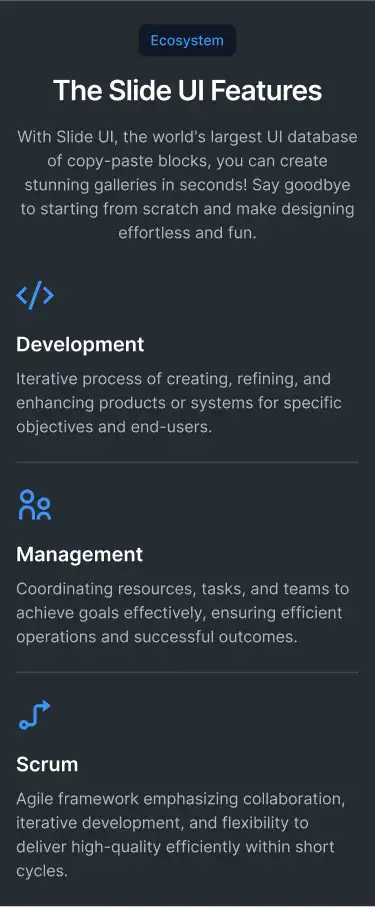 Ecosystem
The Slide UI Features
With Slide UI, the world's largest UI database
of copy-paste blocks, you can create
stunning galleries in seconds! Say goodbye
to starting from scratch and make designing
effortless and fun.
Development
Iterative process of creating, refining, and
enhancing products or systems for specific
objectives and end-users.
Management
Coordinating resources, tasks, and teams to
achieve goals effectively, ensuring efficient
operations and successful outcomes.
Scrum
Agile framework emphasizing collaboration,
iterative development, and flexibility to
deliver high-quality efficiently within short
cycles.